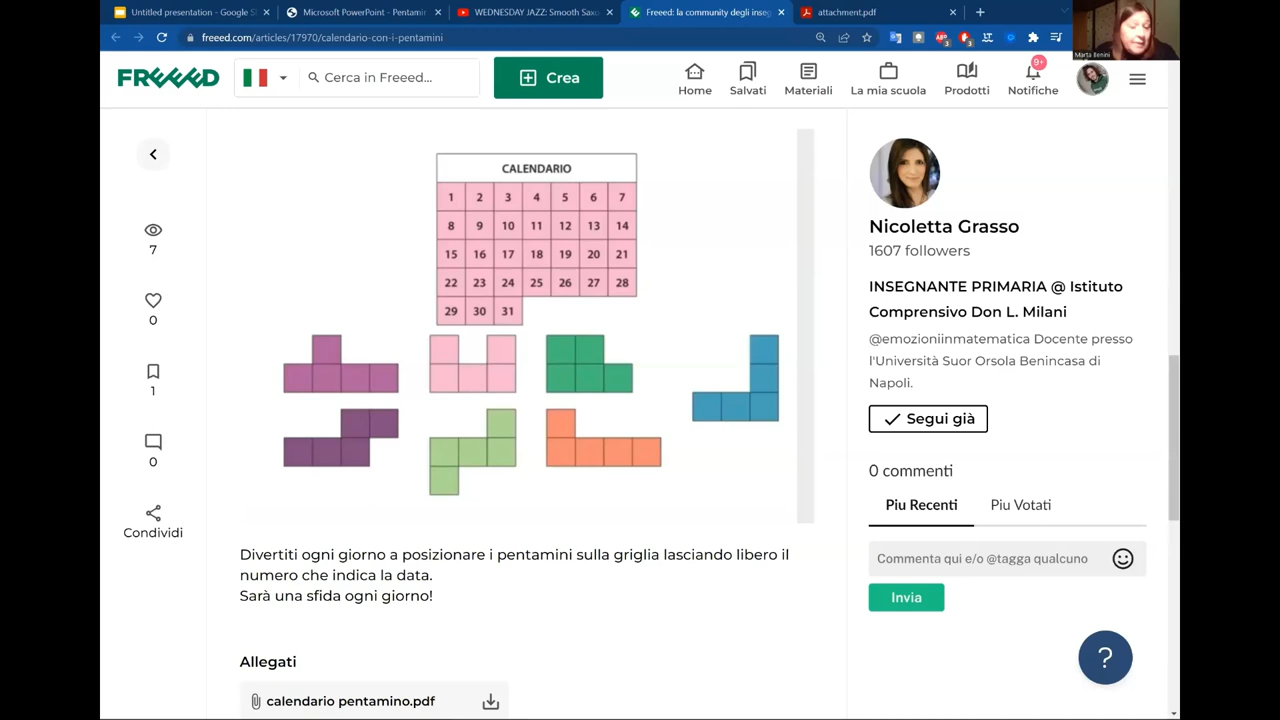 Untitled presentation - Google S
Microsoft PowerPoint - Pentamin
WEDNESDAY JAZZ: Smooth Saxo
Freeed: la community degli inseg
attachment.pdf
freeed.com/articles/17970/calendario-con-i-pentamini
Marta Benini
FREEED
Cerca in Freeed...
Crea
Home
Salvati
Materiali
La mia scuola
Prodotti
9+
Notifiche
7
0
1
0
Condividi
CALENDARIO
1 2 3 4 5 6 7
8 9 10 11 12 13 14
15 16 17 18 19 20 21
22 23 24 25 26 27 28
29 30 31
Divertiti ogni giorno a posizionare i pentamini sulla griglia lasciando libero il
numero che indica la data.
Sarà una sfida ogni giorno!
Allegati
calendario pentamino.pdf
Nicoletta Grasso
1607 followers
INSEGNANTE PRIMARIA @ Istituto
Comprensivo Don L. Milani
@emozioniinmatematica Docente presso
l'Università Suor Orsola Benincasa di
Napoli.
Segui già
0 commenti
Piu Recenti
Piu Votati
Commenta qui e/o @tagga qualcuno
Invia
?